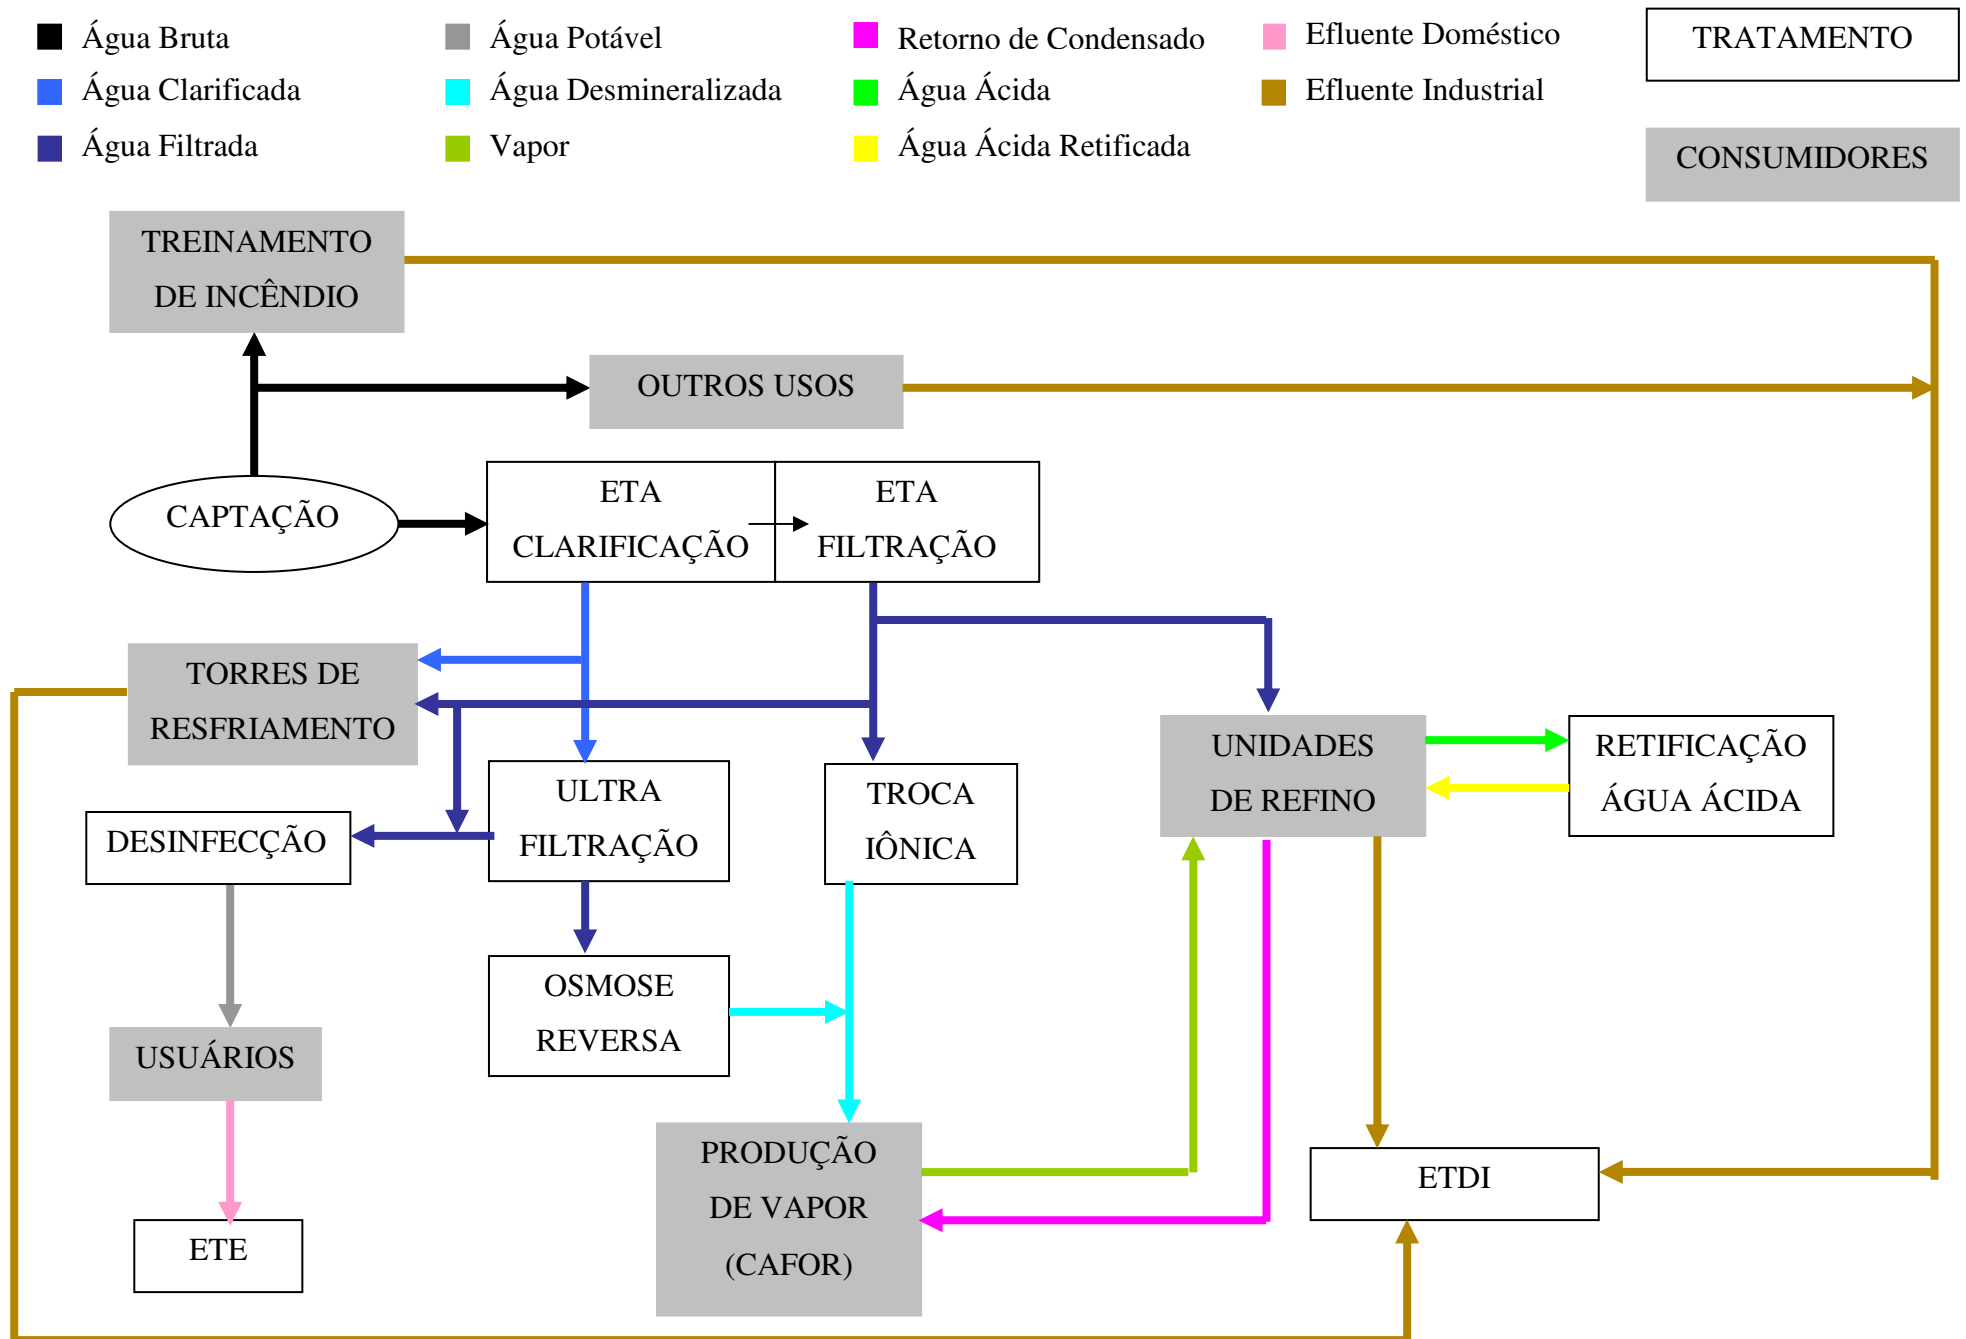 Água Bruta
Água Clarificada
Água Filtrada
Água Potável
Água Desmineralizada
Vapor
Retorno de Condensado
Água Ácida
Água Ácida Retificada
Efluente Doméstico
Efluente Industrial
TRATAMENTO
CONSUMIDORES
TREINAMENTO
DE INCÊNDIO
OUTROS USOS
CAPTAÇÃO
ETA
CLARIFICAÇÃO
ETA
FILTRAÇÃO
TORRES DE
RESFRIAMENTO
UNIDADES
DE REFINO
RETIFICAÇÃO
ÁGUA ÁCIDA
DESINFECÇÃO
ULTRA
FILTRAÇÃO
TROCA
IÔNICA
OSMOSE
REVERSA
USUÁRIOS
PRODUÇÃO
DE VAPOR
(CAFOR)
ETDI
ETE